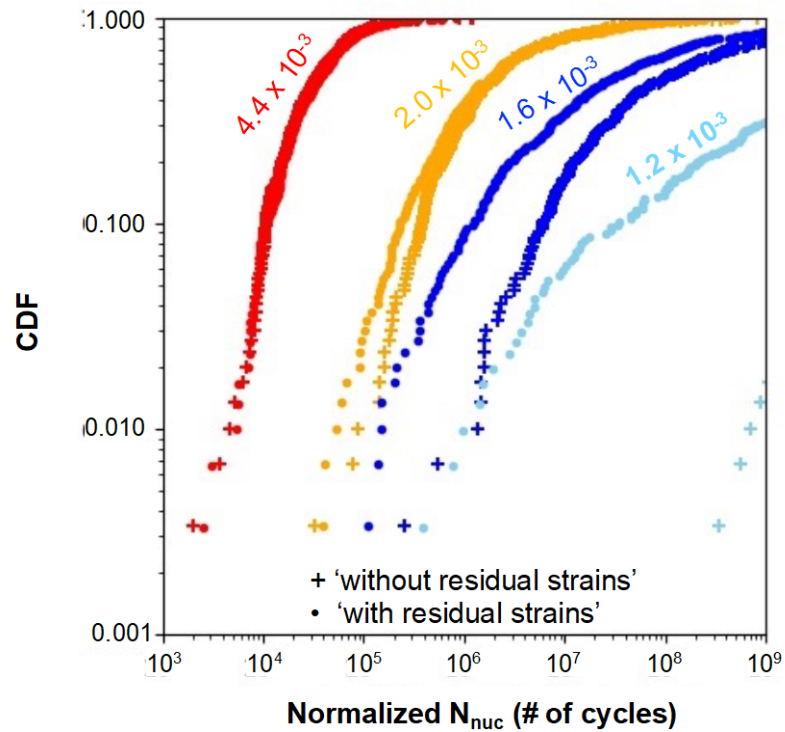 1.000
4.4 x 10-3
2.0 x 10-3
1.6 x 10-3
1.2 x 10-3
0.100
CDF
0.010
+ 'without residual strains'
• 'with residual strains'
0.001
10³ 10⁴ 10⁵ 10⁶ 10⁷ 10⁸ 10⁹
Normalized Nnuc (# of cycles)